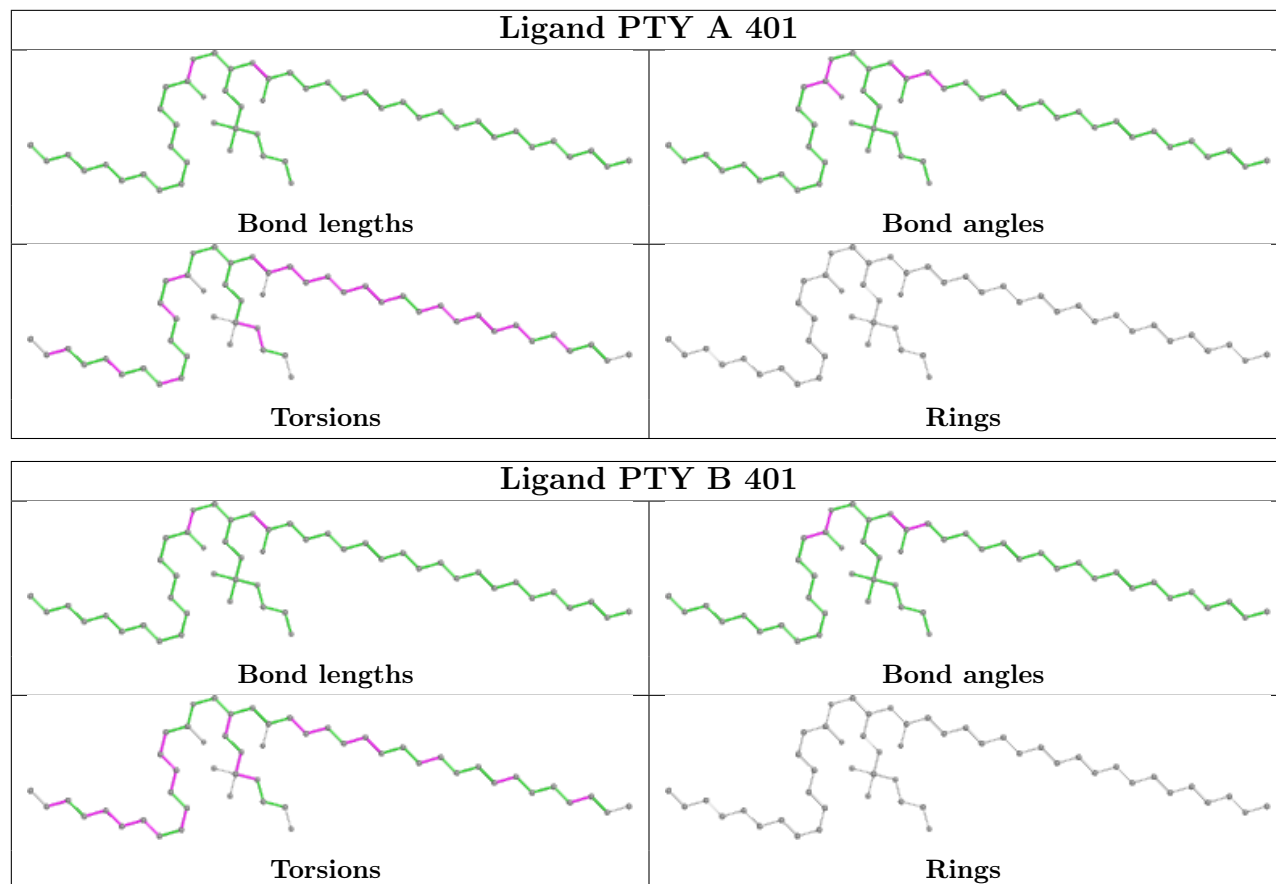 Ligand PTY A 401
Bond lengths
Bond angles
Torsions
Rings
Ligand PTY B 401
Bond lengths
Bond angles
Torsions
Rings